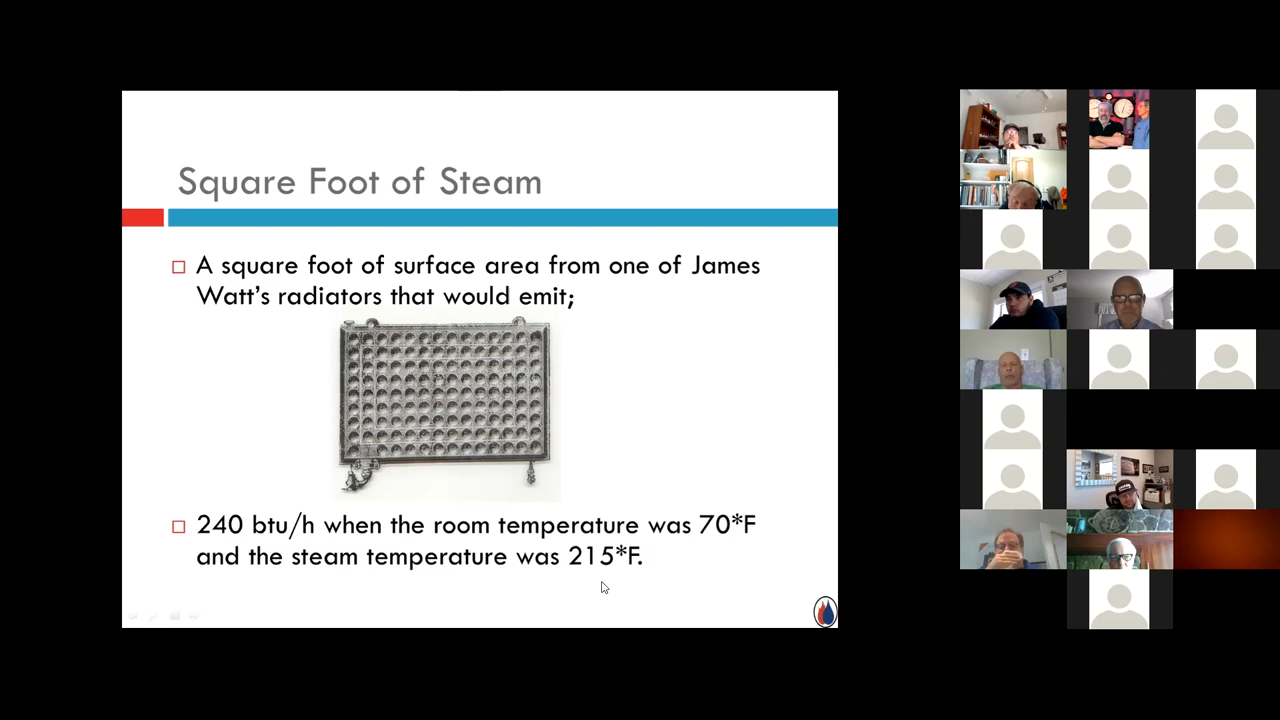 Square Foot of Steam
A square foot of surface area from one of James
Watt's radiators that would emit;
240 btu/h when the room temperature was 70*F
and the steam temperature was 215*F.